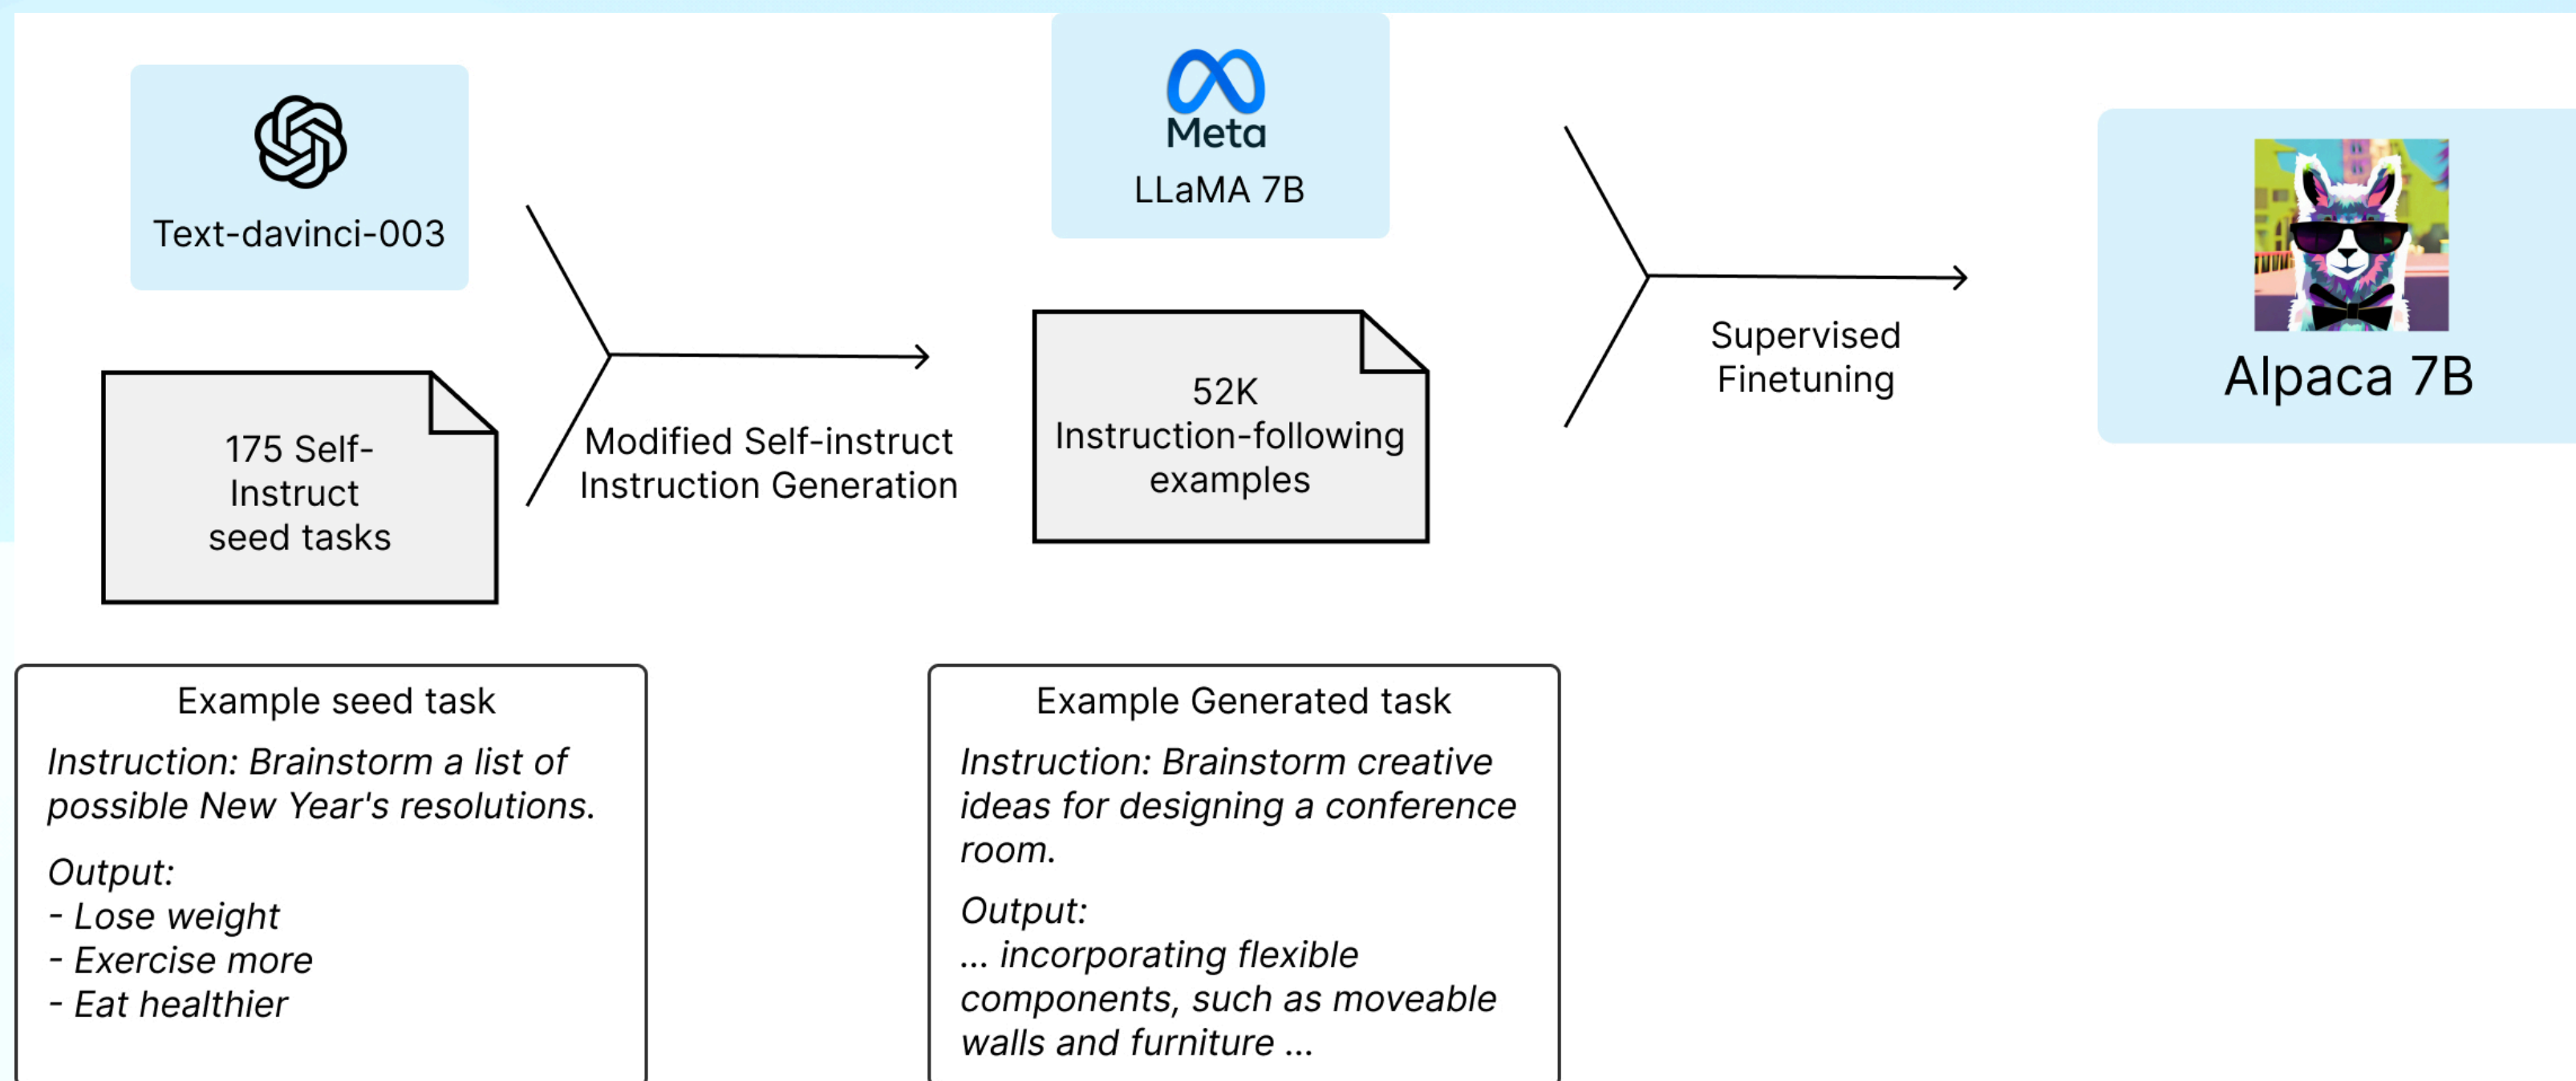 Text-davinci-003
175 Self-
Instruct
seed tasks
Modified Self-instruct
Instruction Generation
Meta
LLaMA 7B
52K
Instruction-following
examples
Supervised
Finetuning
Alpaca 7B
Example seed task
Instruction: Brainstorm a list of
possible New Year's resolutions.
Output:
- Lose weight
- Exercise more
- Eat healthier
Example Generated task
Instruction: Brainstorm creative
ideas for designing a conference
room.
Output:
... incorporating flexible
components, such as moveable
walls and furniture ...